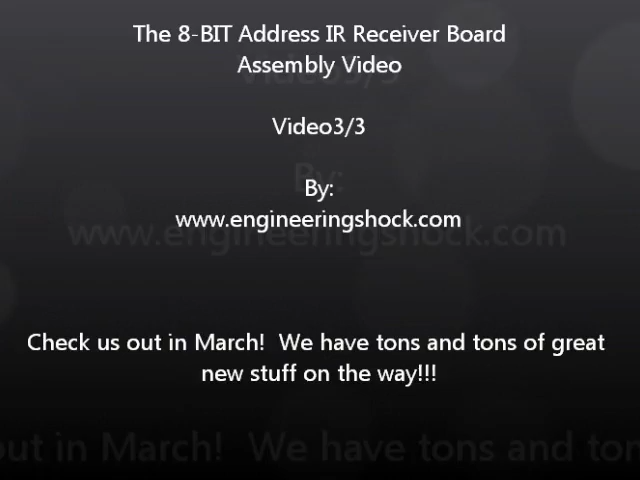 The 8-BIT Address IR Receiver Board
Assembly Video
Video3/3
By:
www.engineeringshock.com
Check us out in March!  We have tons and tons of great
new stuff on the way!!!